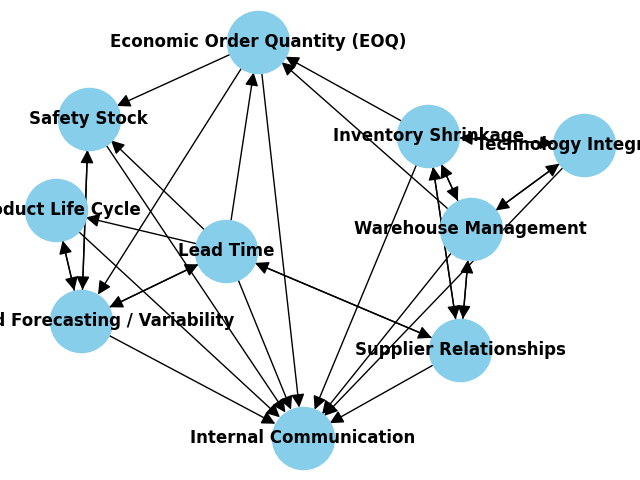 Economic Order Quantity (EOQ)
Safety Stock
Inventory Shrinkage
Technology Integr
oduct Life Cycle
Warehouse Management
Lead Time
d Forecasting / Variability
Supplier Relationships
Internal Communication